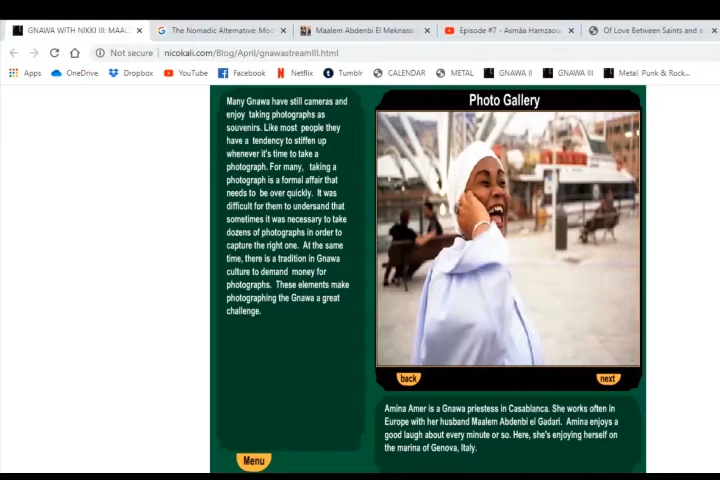 GNAWA WITH NIKKI III: MAAL
The Nomadic Alternative: Moo
Maalem Abdenbi El Meknass
Episode #7 - Asmâa Hamzaou
Of Love Between Saints and a
Not secure | nicokali.com/Blog/April/gnawastreamIII.html
Apps OneDrive Dropbox YouTube Facebook Netflix Tumblr CALENDAR METAL GNAWA II GNAWA III Metal, Punk & Rock...
Many Gnawa have still cameras and
enjoy taking photographs as
souvenirs. Like most people they
have a tendency to stiffen up
whenever it's time to take a
photograph. For many, taking a
photograph is a formal affair that
needs to be over quickly. It was
difficult for them to undersand that
sometimes it was necessary to take
dozens of photographs in order to
capture the right one. At the same
time, there is a tradition in Gnawa
culture to demand money for
photographs. These elements make
photographing the Gnawa a great
challenge.
Menu
Photo Gallery
back
next
Amina Amer is a Gnawa priestess in Casablanca. She works often in
Europe with her husband Maalem Abdenbi el Gadari. Amina enjoys a
good laugh about every minute or so. Here, she's enjoying herself on
the marina of Genova, Italy.